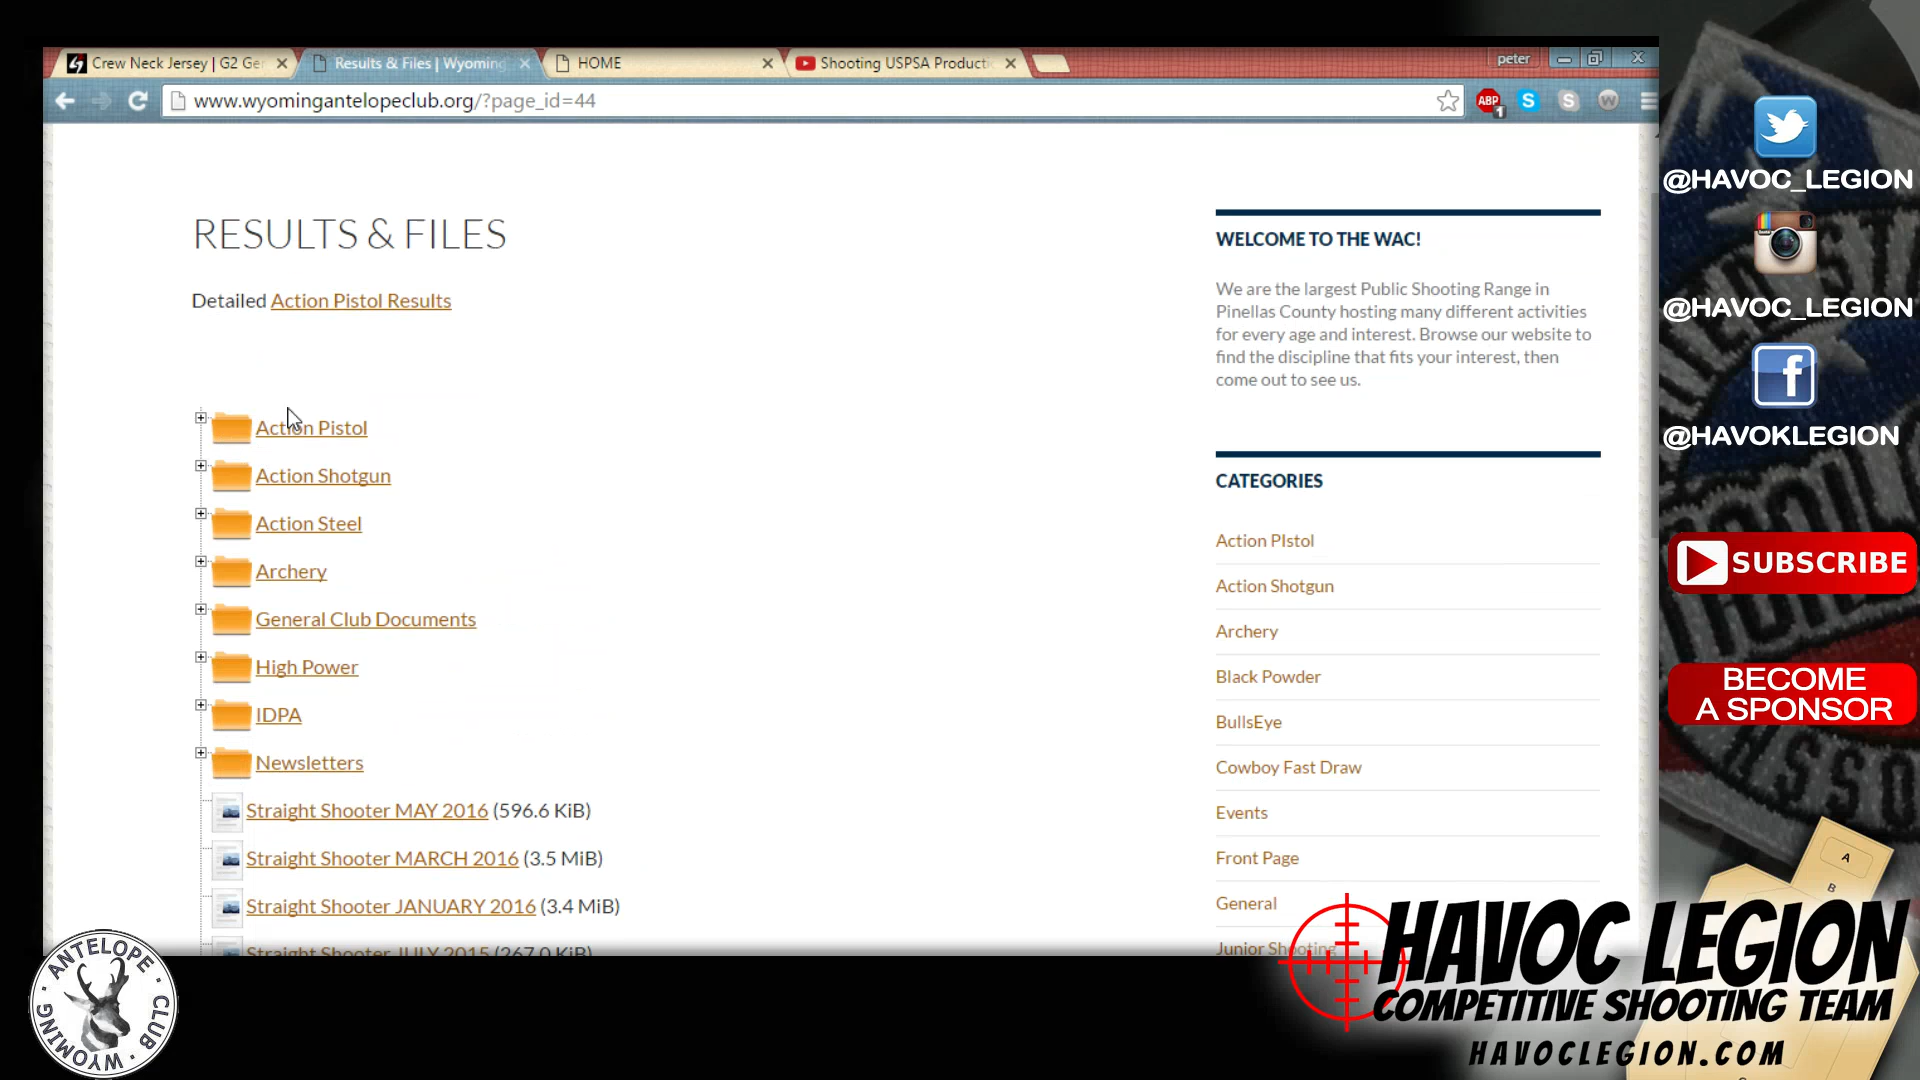 Crew Neck Jersey | G2 Ge
Results & Files | Wyoming
HOME
Shooting USPSA Producti
peter
www.wyomingantelopeclub.org/?page_id=44
ABP
1
RESULTS & FILES
Detailed Action Pistol Results
Action Pistol
Action Shotgun
Action Steel
Archery
General Club Documents
High Power
IDPA
Newsletters
Straight Shooter MAY 2016 (596.6 KiB)
Straight Shooter MARCH 2016 (3.5 MiB)
Straight Shooter JANUARY 2016 (3.4 MiB)
Straight Shooter JULY 2015 (267.0 KiB)
WELCOME TO THE WAC!
We are the largest Public Shooting Range in
Pinellas County hosting many different activities
for every age and interest. Browse our website to
find the discipline that fits your interest, then
come out to see us.
CATEGORIES
Action PIstol
Action Shotgun
Archery
Black Powder
BullsEye
Cowboy Fast Draw
Events
Front Page
General
Junior Shooting
@HAVOC_LEGION
@HAVOC_LEGION
@HAVOKLEGION
SUBSCRIBE
BECOME
A SPONSOR
A
B
ANTELOPE
CLUB
WYOMING
HAVOC LEGION
COMPETITIVE SHOOTING TEAM
HAVOCLEGION.COM